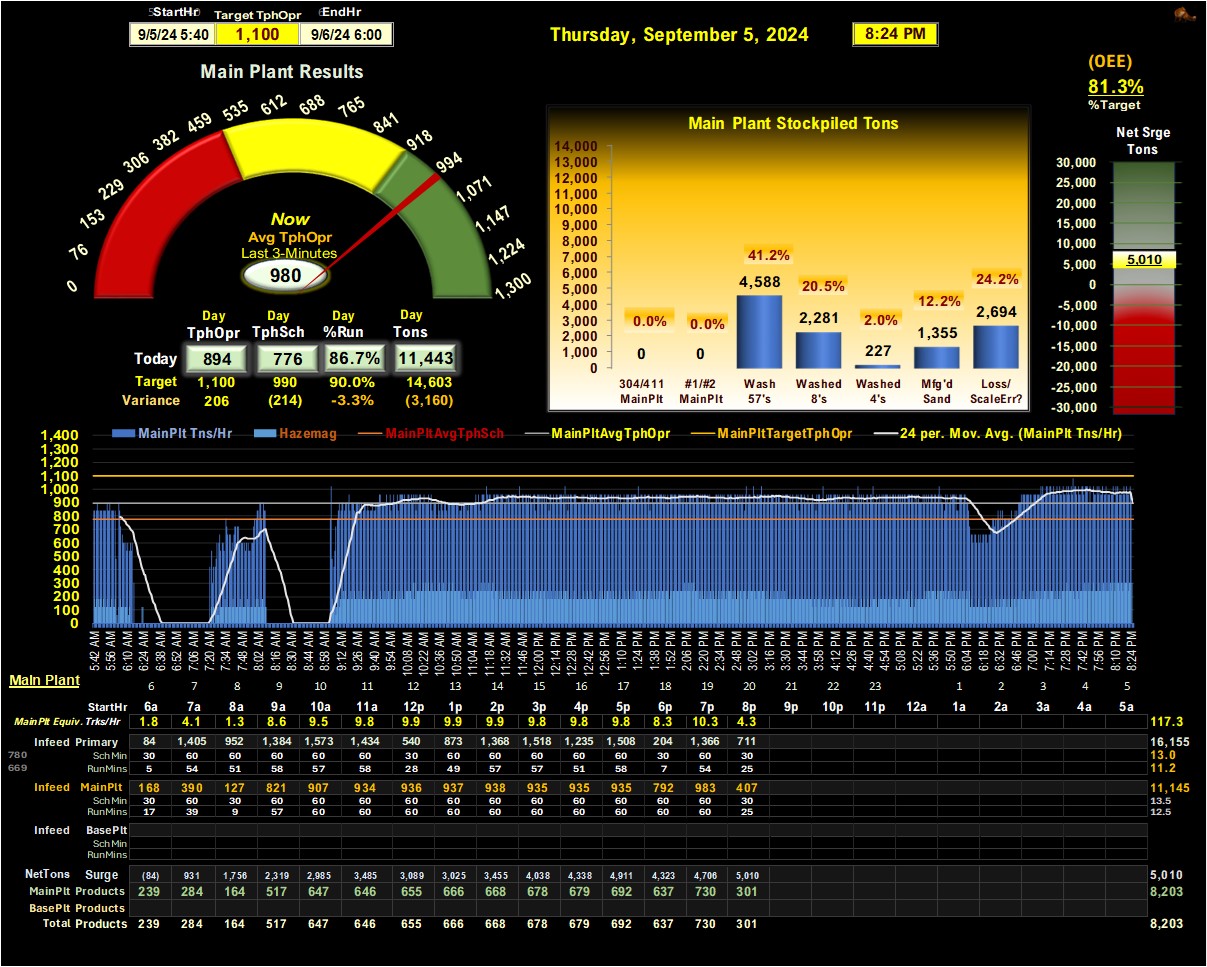 StartHr Target TphOpr EndHr
9/5/24 5:40 1,100 9/6/24 6:00
Thursday, September 5, 2024 8:24 PM
(OEE)
81.3%
%Target
Main Plant Results
0 76 153 229 306 382 459 535 612 688 765 841 918 994 1,071 1,147 1,224 1,300
Now
Avg TphOpr
Last 3-Minutes
980
Day Day Day Day
TphOpr TphSch %Run Tons
Today 894 776 86.7% 11,443
Target 1,100 990 90.0% 14,603
Variance 206 (214) -3.3% (3,160)
Main Plant Stockpiled Tons
14,000
13,000
12,000
11,000
10,000
9,000
8,000
7,000
6,000
5,000
4,000
3,000
2,000
1,000
0
0.0% 0.0% 41.2% 20.5% 2.0% 12.2% 24.2%
0 0 4,588 2,281 227 1,355 2,694
304/411 #1/#2 Wash Washed Washed Mfg'd Loss/
MainPlt MainPlt 57's 8's 4's Sand ScaleErr?
Net Srge
Tons
30,000
25,000
20,000
15,000
10,000
5,000
0
-5,000
-10,000
-15,000
-20,000
-25,000
-30,000
5,010
MainPlt Tns/Hr Hazemag MainPltAvgTphSch MainPltAvgTphOpr MainPltTargetTphOpr 24 per. Mov. Avg. (MainPlt Tns/Hr)
1,400
1,300
1,200
1,100
1,000
900
800
700
600
500
400
300
200
100
0
5:42 AM 5:56 AM 6:10 AM 6:24 AM 6:38 AM 6:52 AM 7:06 AM 7:20 AM 7:34 AM 7:48 AM 8:02 AM 8:16 AM 8:30 AM 8:44 AM 8:58 AM 9:12 AM 9:26 AM 9:40 AM 9:54 AM 10:08 AM 10:22 AM 10:36 AM 10:50 AM 11:04 AM 11:18 AM 11:32 AM 11:46 AM 12:00 PM 12:14 PM 12:28 PM 12:42 PM 12:56 PM 1:10 PM 1:24 PM 1:38 PM 1:52 PM 2:06 PM 2:20 PM 2:34 PM 2:48 PM 3:02 PM 3:16 PM 3:30 PM 3:44 PM 3:58 PM 4:12 PM 4:26 PM 4:40 PM 4:54 PM 5:08 PM 5:22 PM 5:36 PM 5:50 PM 6:04 PM 6:18 PM 6:32 PM 6:46 PM 7:00 PM 7:14 PM 7:28 PM 7:42 PM 7:56 PM 8:10 PM 8:24 PM
Main Plant
6 7 8 9 10 11 12 13 14 15 16 17 18 19 20 21 22 23 1 2 3 4 5
StartHr 6a 7a 8a 9a 10a 11a 12p 1p 2p 3p 4p 5p 6p 7p 8p 9p 10p 11p 12a 1a 2a 3a 4a 5a
MainPlt Equiv. Trks/Hr 1.8 4.1 1.3 8.6 9.5 9.8 9.9 9.9 9.9 9.8 9.8 9.8 8.3 10.3 4.3 117.3
Infeed Primary 84 1,405 952 1,384 1,573 1,434 540 873 1,368 1,518 1,235 1,508 204 1,366 711 16,155
780 SchMin 30 60 60 60 60 60 30 60 60 60 60 60 30 60 30 13.0
669 RunMins 5 54 51 58 57 58 28 49 57 57 51 58 7 54 25 11.2
Infeed MainPlt 168 390 127 821 907 934 936 937 938 935 935 935 792 983 407 11,145
SchMin 30 60 30 60 60 60 60 60 60 60 60 60 60 60 30 13.5
RunMins 17 39 9 57 60 60 60 60 60 60 60 60 60 60 25 12.5
Infeed BasePlt
SchMin
RunMins
NetTons Surge (84) 931 1,756 2,319 2,985 3,485 3,089 3,025 3,455 4,038 4,338 4,911 4,323 4,706 5,010 5,010
MainPlt Products 239 284 164 517 647 646 655 666 668 678 679 692 637 730 301 8,203
BasePlt Products
Total Products 239 284 164 517 647 646 655 666 668 678 679 692 637 730 301 8,203